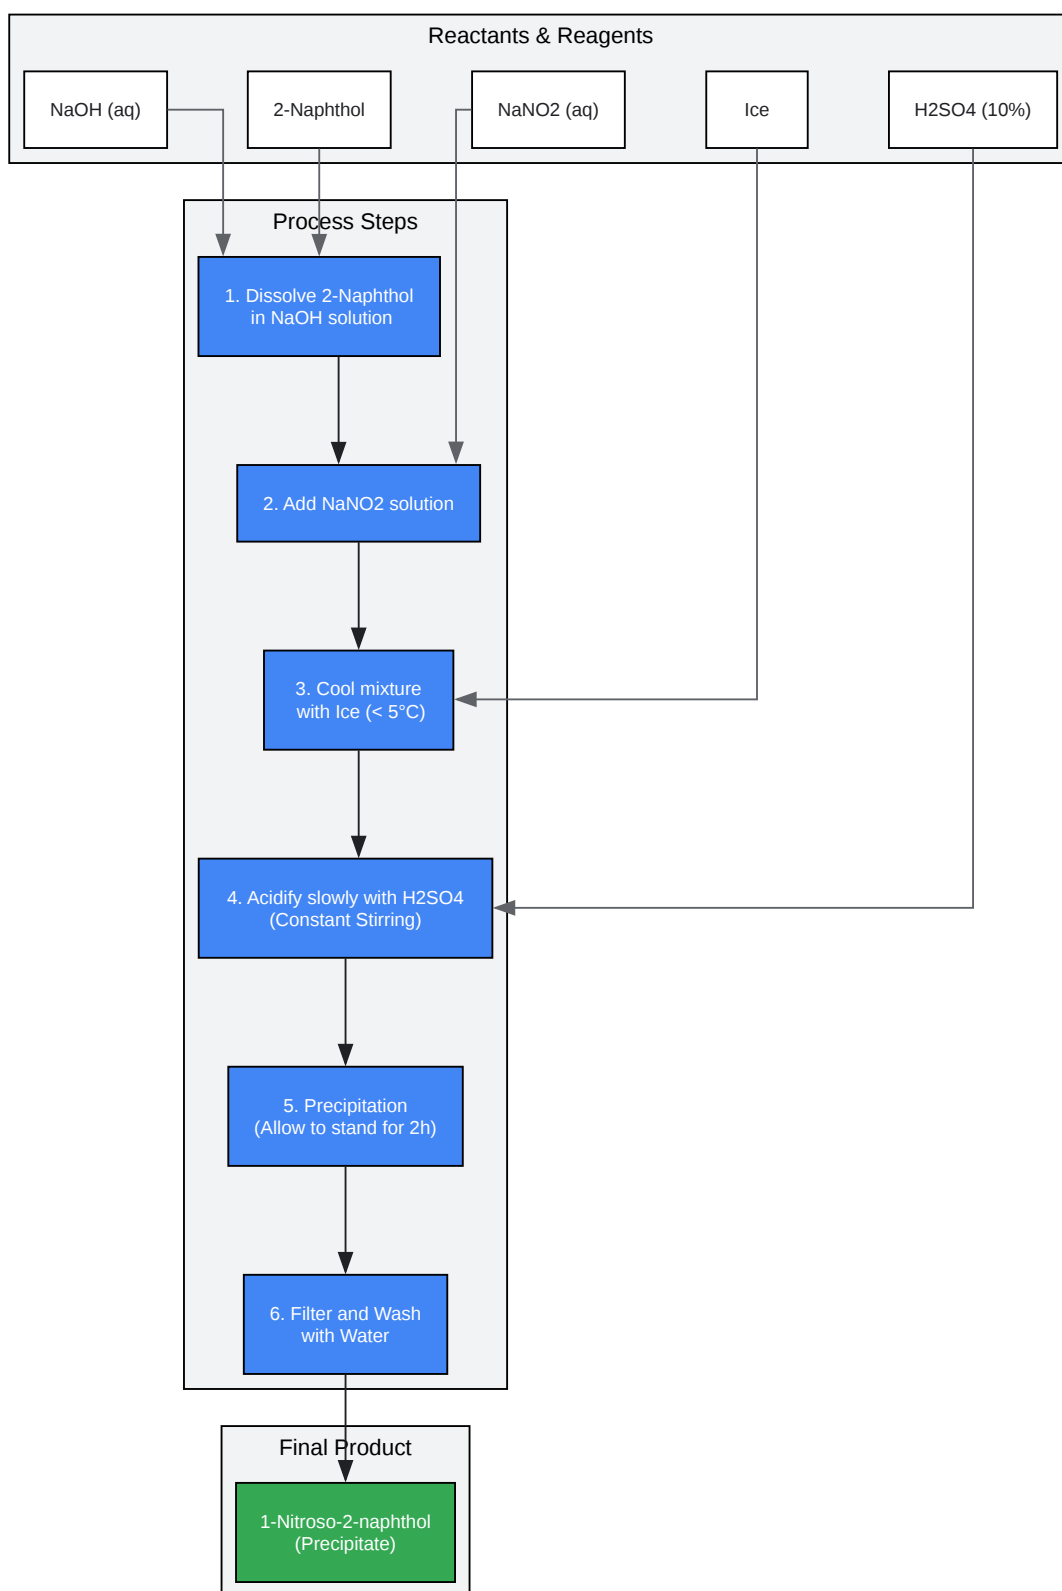 Reactants & Reagents
NaOH (aq)
2-Naphthol
NaNO2 (aq)
Ice
H2SO4 (10%)
Process Steps
1. Dissolve 2-Naphthol
in NaOH solution
2. Add NaNO2 solution
3. Cool mixture
with Ice (< 5°C)
4. Acidify slowly with H2SO4
(Constant Stirring)
5. Precipitation
(Allow to stand for 2h)
6. Filter and Wash
with Water
Final Product
1-Nitroso-2-naphthol
(Precipitate)